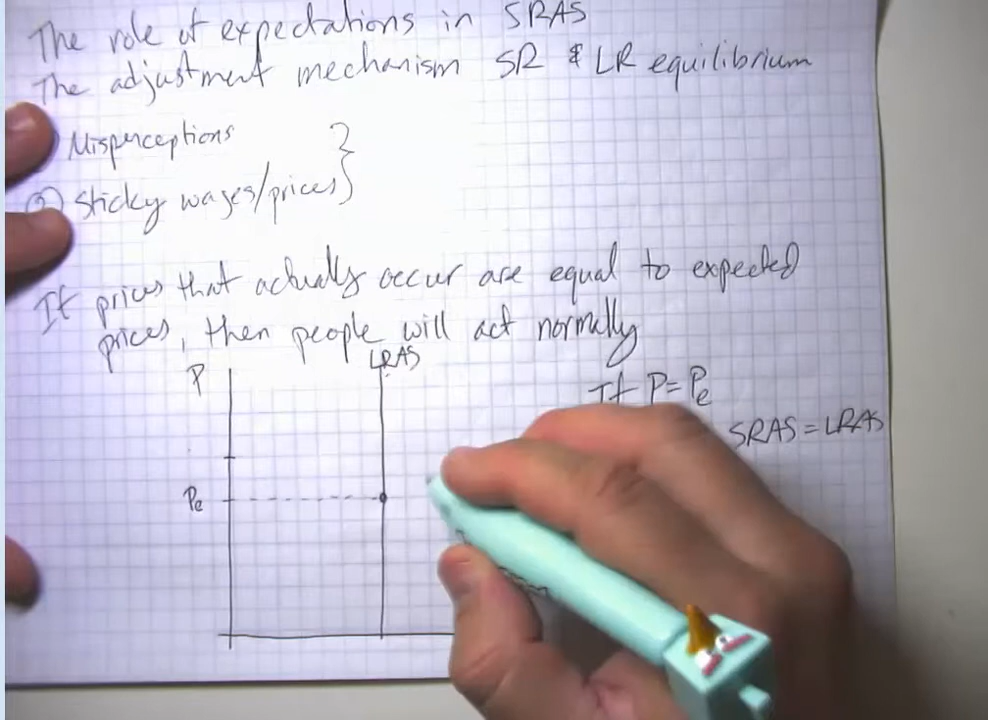 The role of expectations in SRAS
The adjustment mechanism SR & LR equilibrium
Misperceptions
② Sticky wages/prices
If prices that actually occur are equal to expected
prices, then people will act normally
LRAS
P
If P = Pe
SRAS = LRAS
Pe